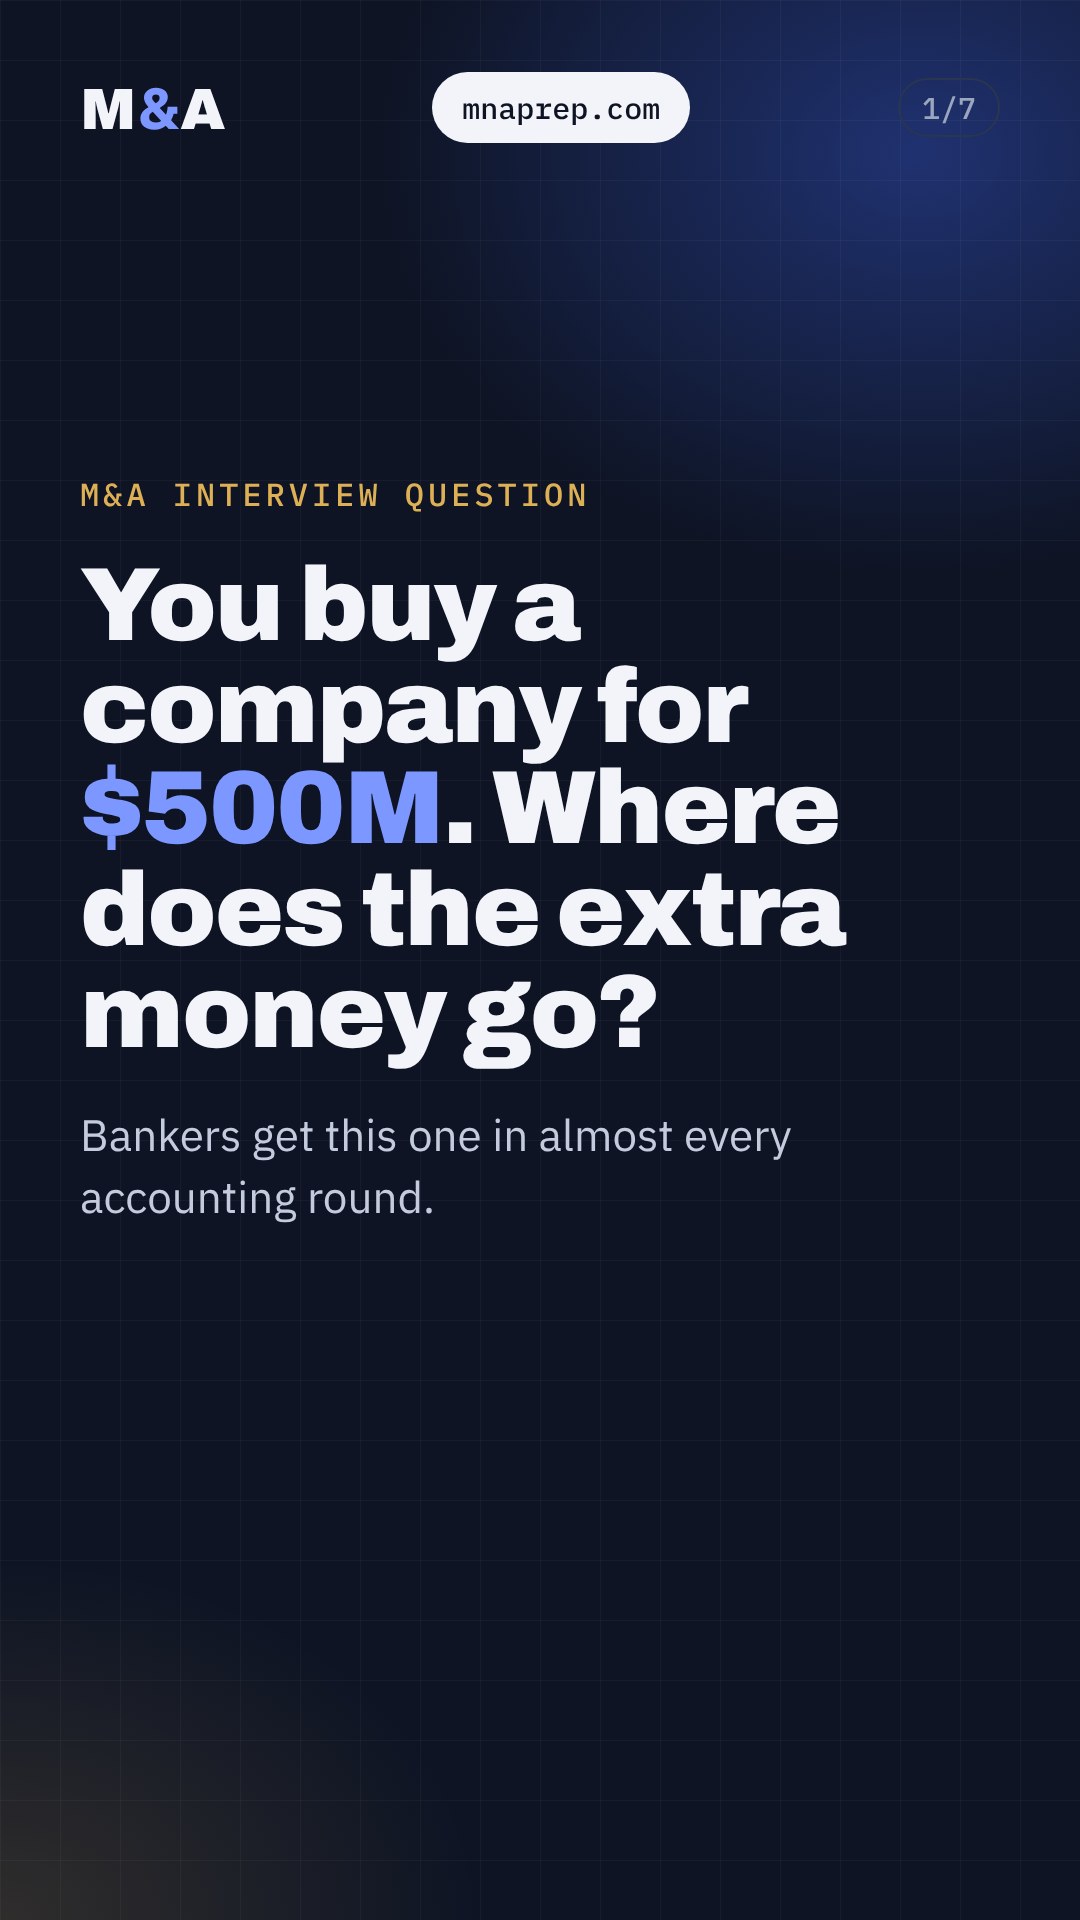 M&A
mnaprep.com
1/7
M&A INTERVIEW QUESTION
You buy a
company for
$500M. Where
does the extra
money go?
Bankers get this one in almost every
accounting round.